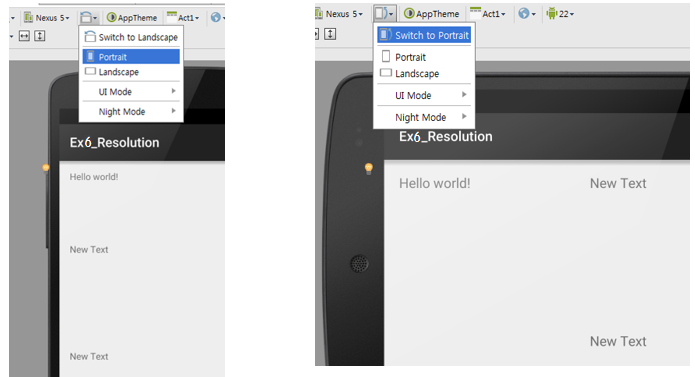 Nexus 5
AppTheme
Act1
Switch to Landscape
Portrait
Landscape
UI Mode
Night Mode
Ex6_Resolution
Hello world!
New Text
New Text
Nexus 5
AppTheme
Act1
22
Switch to Portrait
Portrait
Landscape
UI Mode
Night Mode
Ex6_Resolution
Hello world!
New Text
New Text